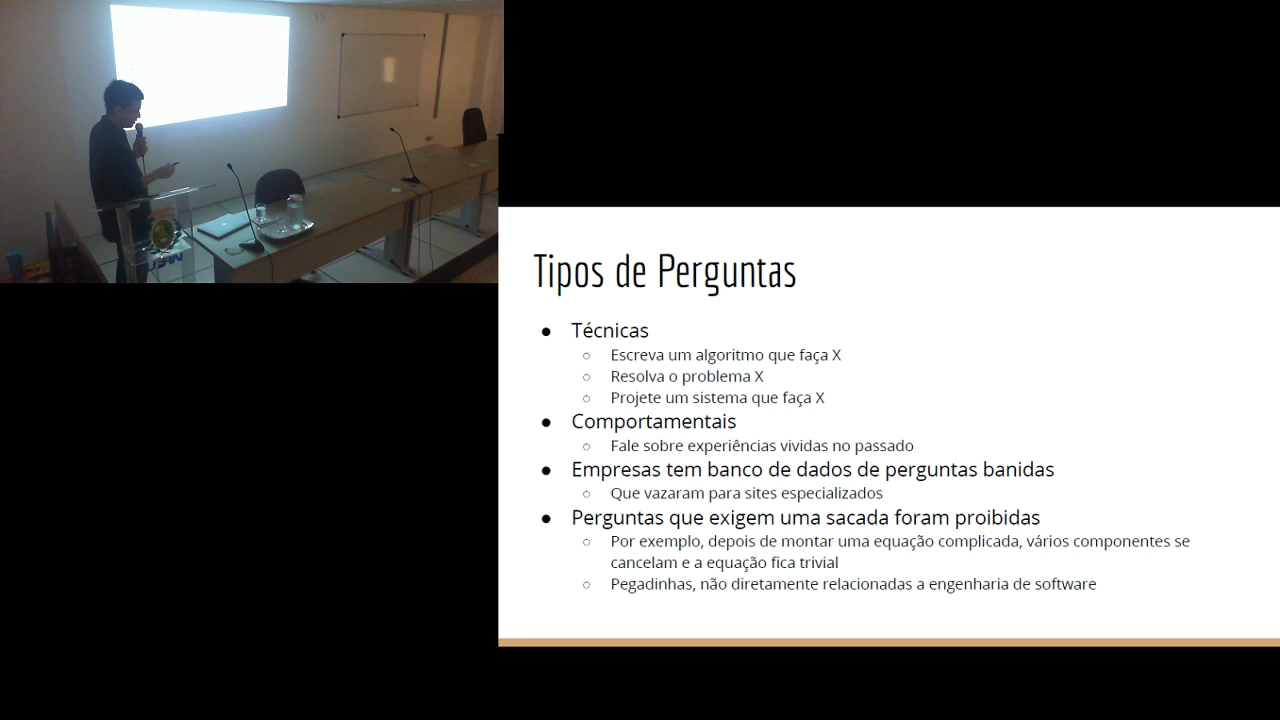 Tipos de Perguntas
● Técnicas
○ Escreva um algoritmo que faça X
○ Resolva o problema X
○ Projete um sistema que faça X
● Comportamentais
○ Fale sobre experiências vividas no passado
● Empresas tem banco de dados de perguntas banidas
○ Que vazaram para sites especializados
● Perguntas que exigem uma sacada foram proibidas
○ Por exemplo, depois de montar uma equação complicada, vários componentes se
cancelam e a equação fica trivial
○ Pegadinhas, não diretamente relacionadas a engenharia de software